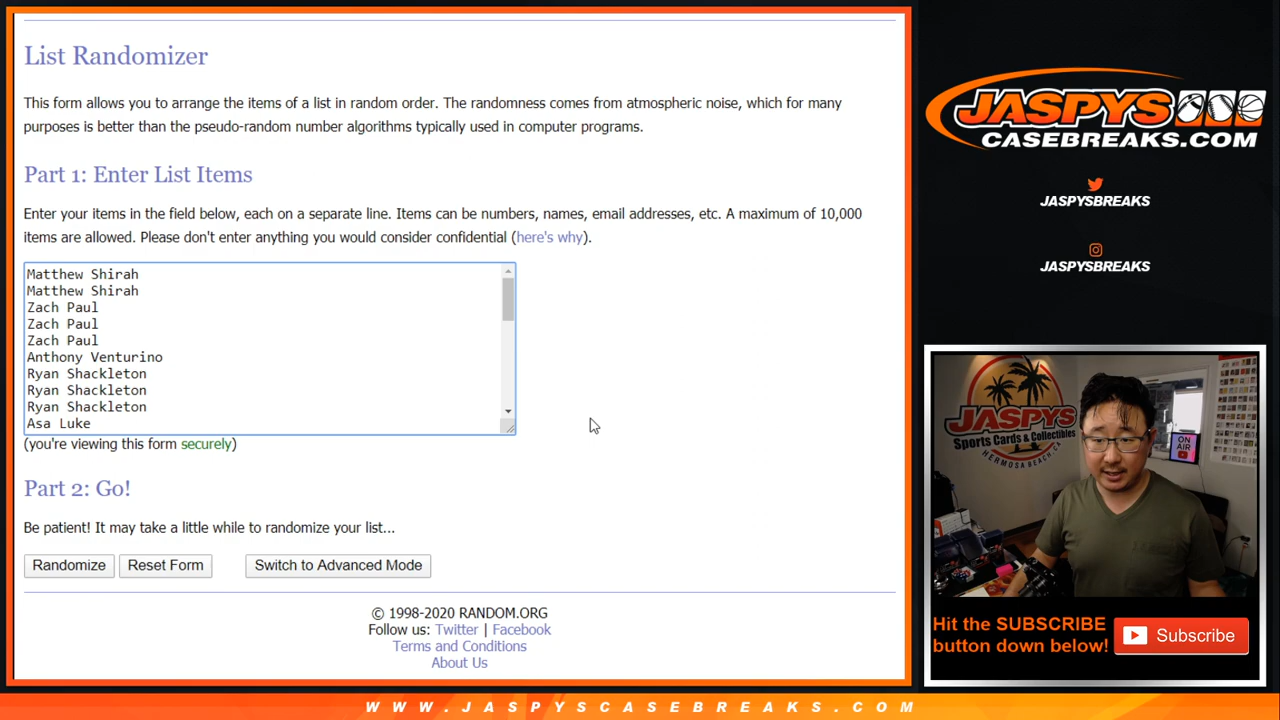 List Randomizer
This form allows you to arrange the items of a list in random order. The randomness comes from atmospheric noise, which for many
purposes is better than the pseudo-random number algorithms typically used in computer programs.
Part 1: Enter List Items
Enter your items in the field below, each on a separate line. Items can be numbers, names, email addresses, etc. A maximum of 10,000
items are allowed. Please don't enter anything you would consider confidential (here's why).
Matthew Shirah
Matthew Shirah
Zach Paul
Zach Paul
Zach Paul
Anthony Venturino
Ryan Shackleton
Ryan Shackleton
Ryan Shackleton
Asa Luke
(you're viewing this form securely)
Part 2: Go!
Be patient! It may take a little while to randomize your list...
Randomize
Reset Form
Switch to Advanced Mode
© 1998-2020 RANDOM.ORG
Follow us: Twitter | Facebook
Terms and Conditions
About Us
JASPYS
CASEBREAKS.COM
JASPYSBREAKS
JASPYSBREAKS
JASPYS
Sports Cards & Collectibles
HERMOSA BEACH, CA
ON AIR
Hit the SUBSCRIBE
button down below!
Subscribe
WWW.JASPYSCASEBREAKS.COM